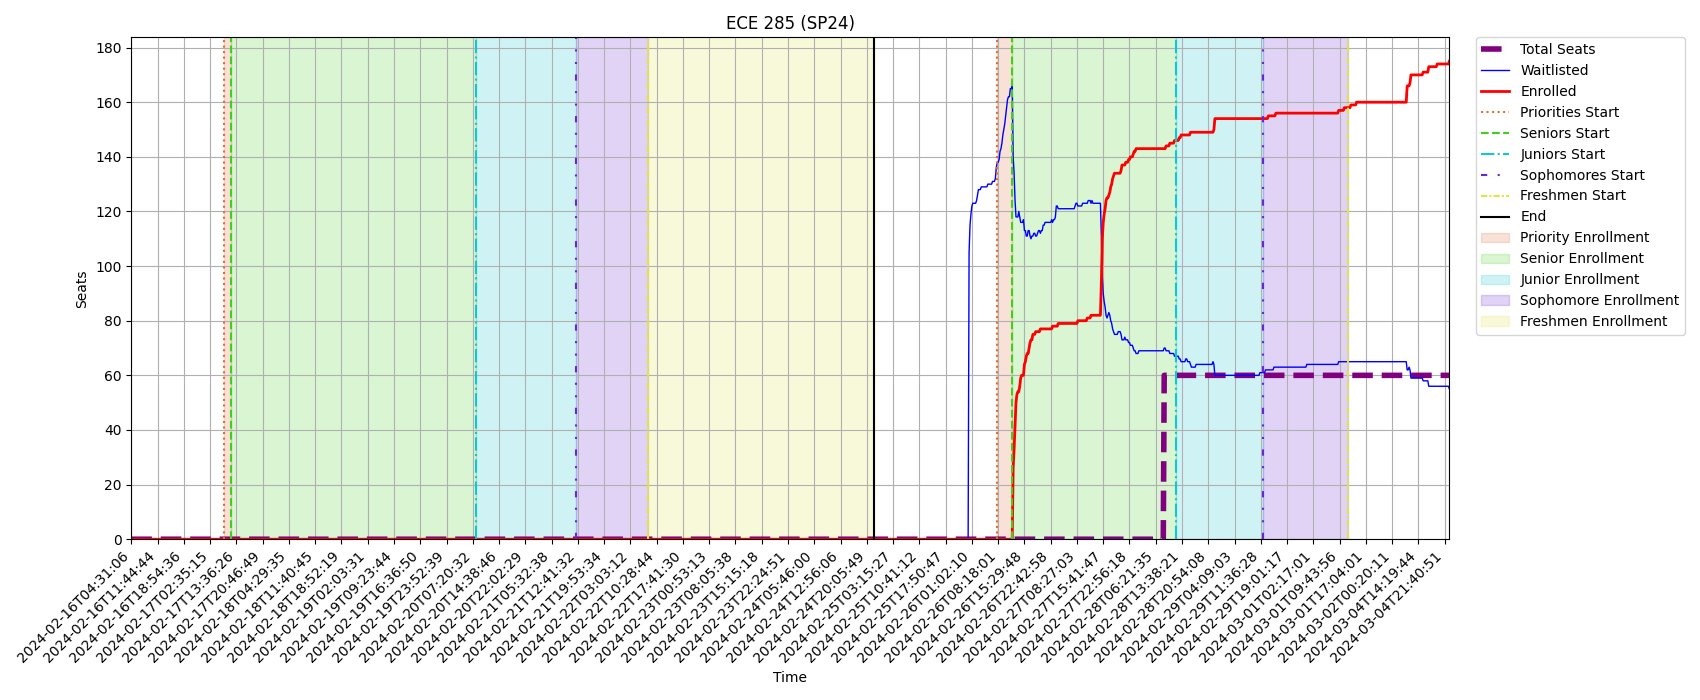 ECE 285 (SP24)
180
160
140
120
100
80
60
40
20
0
Seats
2024-02-16T04:31:06
2024-02-16T11:44:44
2024-02-16T18:54:36
2024-02-17T02:35:15
2024-02-17T13:36:26
2024-02-17T20:46:49
2024-02-18T04:29:35
2024-02-18T11:40:45
2024-02-18T18:52:19
2024-02-19T02:03:31
2024-02-19T09:23:44
2024-02-19T16:36:50
2024-02-19T23:52:39
2024-02-20T07:20:32
2024-02-20T14:38:46
2024-02-20T22:02:29
2024-02-21T05:32:38
2024-02-21T12:41:32
2024-02-21T19:53:34
2024-02-22T03:03:12
2024-02-22T10:28:44
2024-02-22T17:41:30
2024-02-23T00:53:13
2024-02-23T08:05:38
2024-02-23T15:15:18
2024-02-23T22:24:51
2024-02-24T05:46:00
2024-02-24T12:56:06
2024-02-24T20:05:49
2024-02-25T03:15:27
2024-02-25T10:41:12
2024-02-25T17:50:47
2024-02-26T01:02:10
2024-02-26T08:18:01
2024-02-26T15:29:48
2024-02-26T22:42:58
2024-02-27T08:27:03
2024-02-27T15:41:47
2024-02-27T22:56:18
2024-02-28T06:21:35
2024-02-28T13:38:21
2024-02-28T20:54:08
2024-02-29T04:09:03
2024-02-29T11:36:28
2024-02-29T19:01:17
2024-03-01T02:17:01
2024-03-01T09:43:56
2024-03-01T17:04:01
2024-03-02T00:20:11
2024-03-04T14:19:44
2024-03-04T21:40:51
Time
Total Seats
Waitlisted
Enrolled
Priorities Start
Seniors Start
Juniors Start
Sophomores Start
Freshmen Start
End
Priority Enrollment
Senior Enrollment
Junior Enrollment
Sophomore Enrollment
Freshmen Enrollment